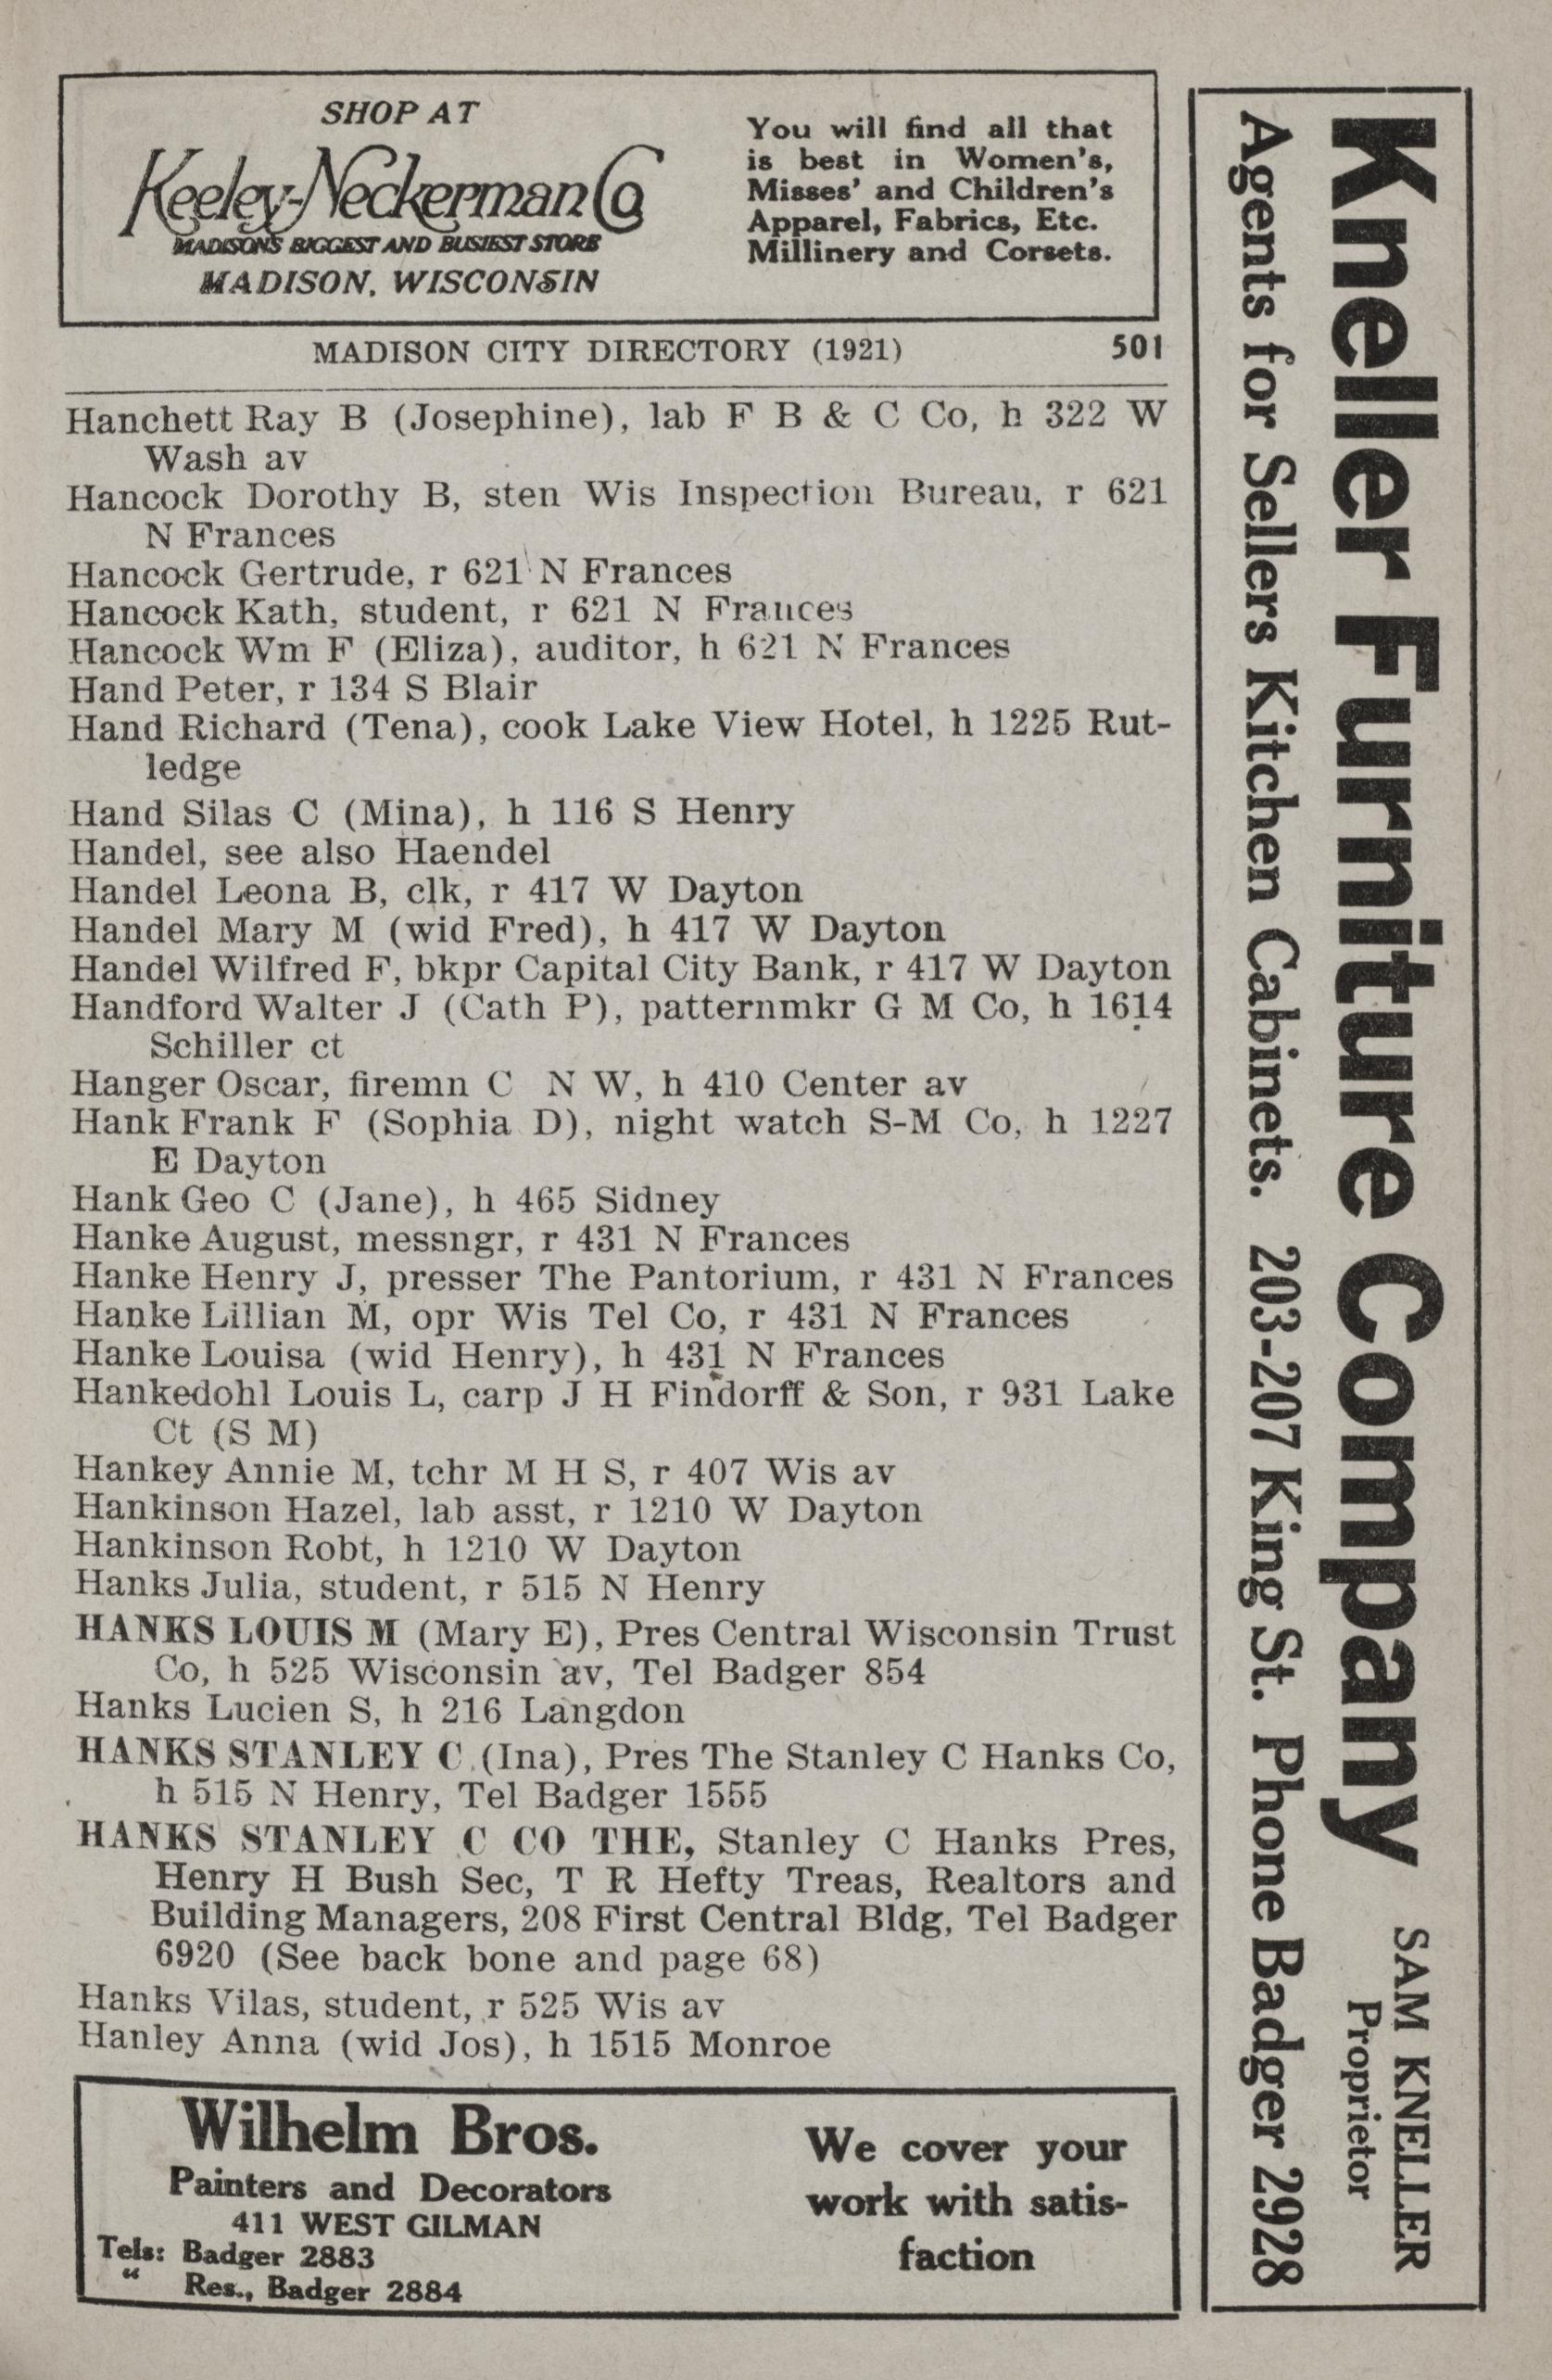 SHOP AT
Keeley-Neckerman Co
MADISON'S BIGGEST AND BUSIEST STORE
MADISON, WISCONSIN
You will find all that
is best in Women's,
Misses' and Children's
Apparel, Fabrics, Etc.
Millinery and Corsets.
MADISON CITY DIRECTORY (1921) 501
Hanchett Ray B (Josephine), lab F B & C Co, h 322 W
Wash av
Hancock Dorothy B, sten Wis Inspection Bureau, r 621
N Frances
Hancock Gertrude, r 621 N Frances
Hancock Kath, student, r 621 N Frances
Hancock Wm F (Eliza), auditor, h 621 N Frances
Hand Peter, r 134 S Blair
Hand Richard (Tena), cook Lake View Hotel, h 1225 Rut-
ledge
Hand Silas C (Mina), h 116 S Henry
Handel, see also Haendel
Handel Leona B, clk, r 417 W Dayton
Handel Mary M (wid Fred), h 417 W Dayton
Handel Wilfred F, bkpr Capital City Bank, r 417 W Dayton
Handford Walter J (Cath P), patternmkr G M Co, h 1614
Schiller ct
Hanger Oscar, firemn C N W, h 410 Center av
Hank Frank F (Sophia D), night watch S-M Co, h 1227
E Dayton
Hank Geo C (Jane), h 465 Sidney
Hanke August, messngr, r 431 N Frances
Hanke Henry J, presser The Pantorium, r 431 N Frances
Hanke Lillian M, opr Wis Tel Co, r 431 N Frances
Hanke Louisa (wid Henry), h 431 N Frances
Hankedohl Louis L, carp J H Findorff & Son, r 931 Lake
Ct (S M)
Hankey Annie M, tchr M H S, r 407 Wis av
Hankinson Hazel, lab asst, r 1210 W Dayton
Hankinson Robt, h 1210 W Dayton
Hanks Julia, student, r 515 N Henry
HANKS LOUIS M (Mary E), Pres Central Wisconsin Trust
Co, h 525 Wisconsin av, Tel Badger 854
Hanks Lucien S, h 216 Langdon
HANKS STANLEY C (Ina), Pres The Stanley C Hanks Co,
h 515 N Henry, Tel Badger 1555
HANKS STANLEY C CO THE, Stanley C Hanks Pres,
Henry H Bush Sec, T R Hefty Treas, Realtors and
Building Managers, 208 First Central Bldg, Tel Badger
6920 (See back bone and page 68)
Hanks Vilas, student, r 525 Wis av
Hanley Anna (wid Jos), h 1515 Monroe
Wilhelm Bros.
Painters and Decorators
411 WEST GILMAN
Tels: Badger 2883
" Res., Badger 2884
We cover your
work with satis-
faction
Kneller Furniture Company
SAM KNELLER
Proprietor
Agents for Sellers Kitchen Cabinets. 203-207 King St. Phone Badger 2928